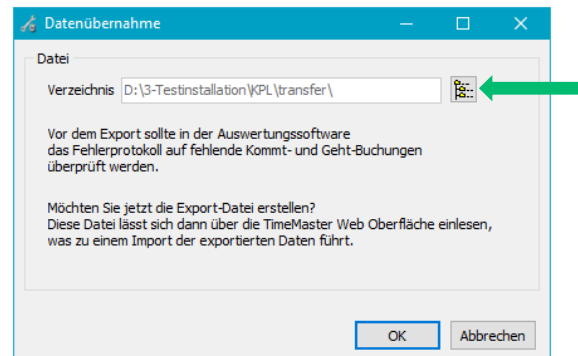 Datenübernahme
Datei
Verzeichnis D:\3-Testinstallation\KPL\transfer\
Vor dem Export sollte in der Auswertungssoftware
das Fehlerprotokoll auf fehlende Kommt- und Geht-Buchungen
überprüft werden.
Möchten Sie jetzt die Export-Datei erstellen?
Diese Datei lässt sich dann über die TimeMaster Web Oberfläche einlesen,
was zu einem Import der exportierten Daten führt.
OK Abbrechen